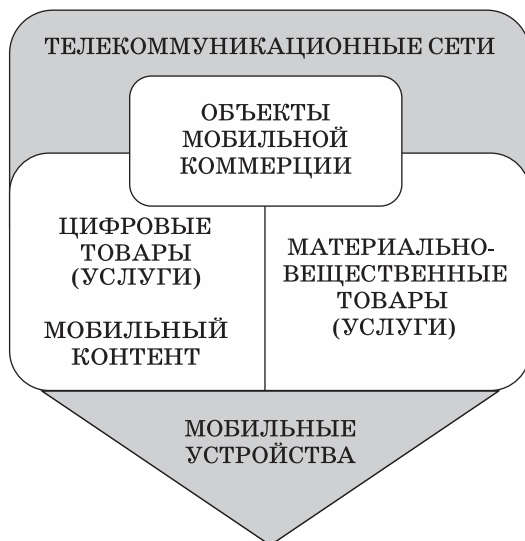 ТЕЛЕКОММУНИКАЦИОННЫЕ СЕТИ
ОБЪЕКТЫ
МОБИЛЬНОЙ
КОММЕРЦИИ
ЦИФРОВЫЕ
ТОВАРЫ
(УСЛУГИ)
МОБИЛЬНЫЙ
КОНТЕНТ
МАТЕРИАЛЬНО-
ВЕЩЕСТВЕННЫЕ
ТОВАРЫ
(УСЛУГИ)
МОБИЛЬНЫЕ
УСТРОЙСТВА